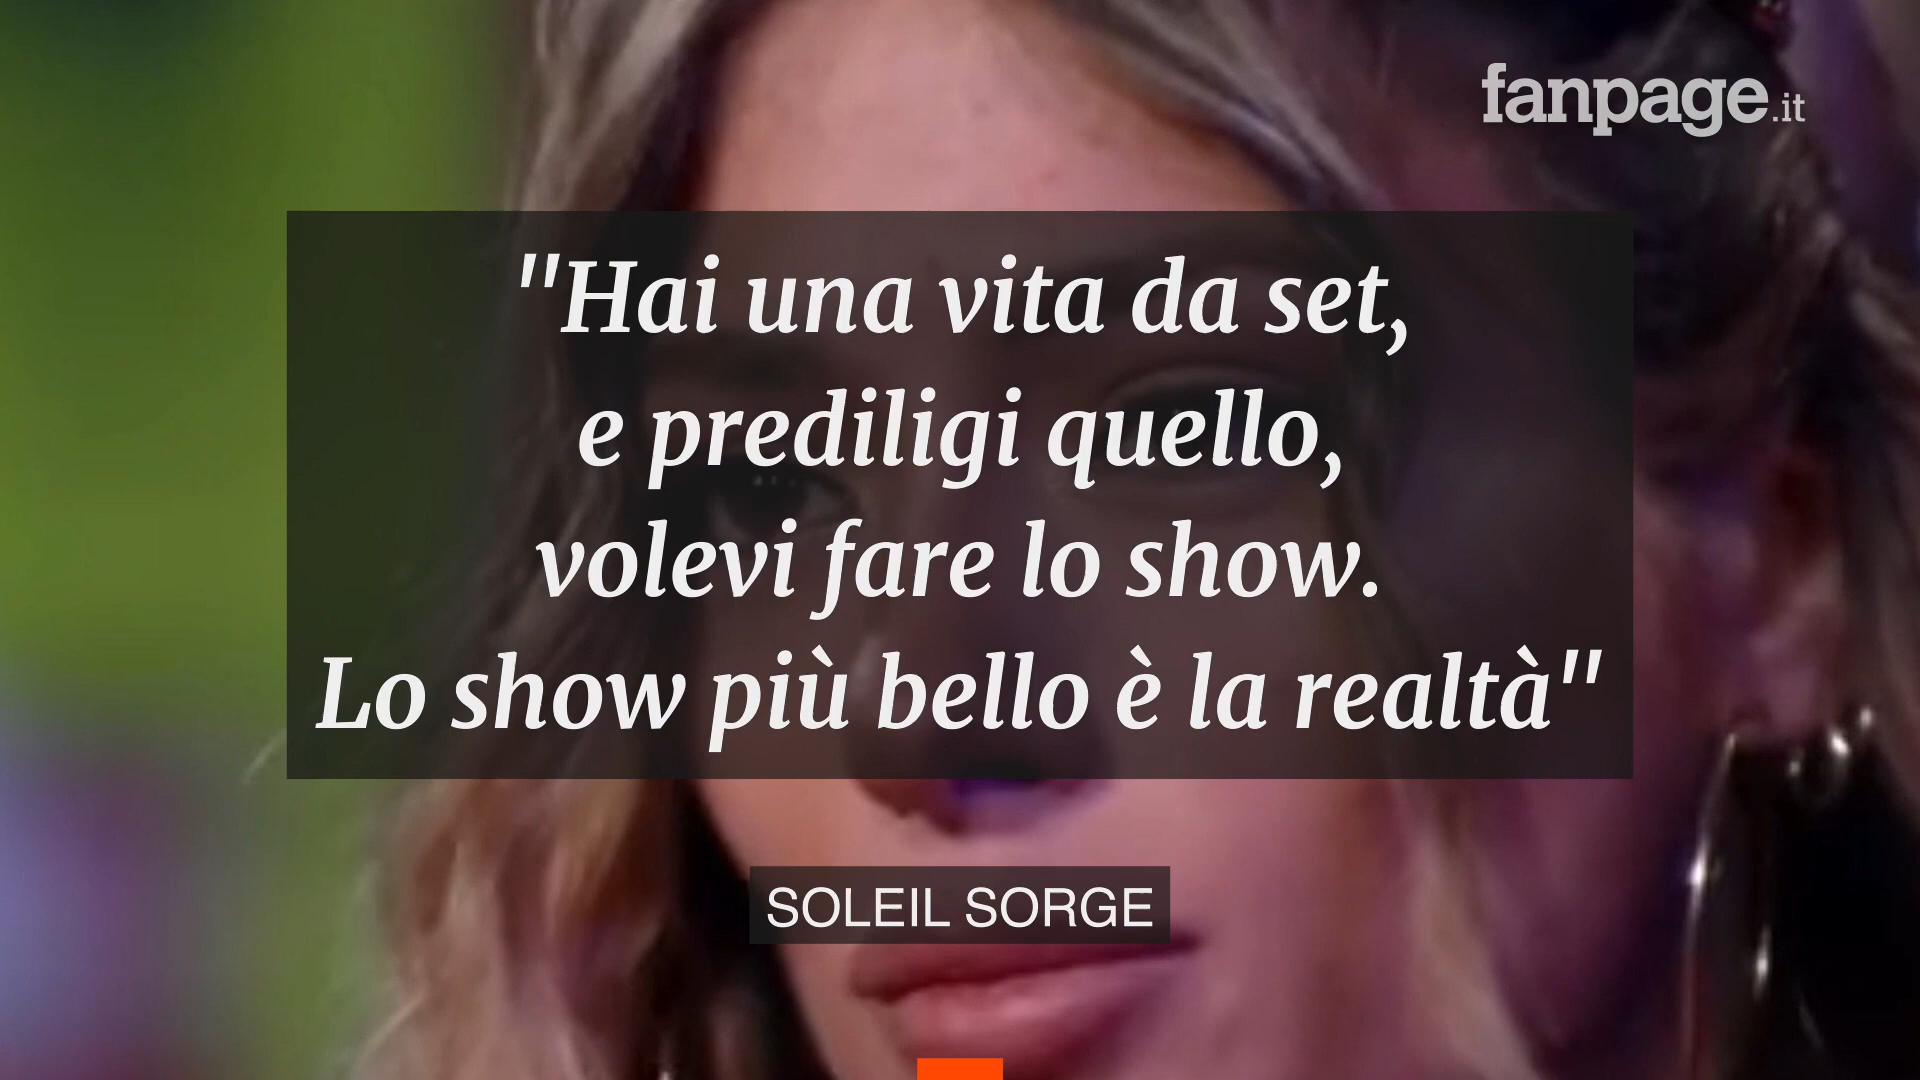 fanpage.it
"Hai una vita da set,
e prediligi quello,
volevi fare lo show.
Lo show più bello è la realtà"
SOLEIL SORGE